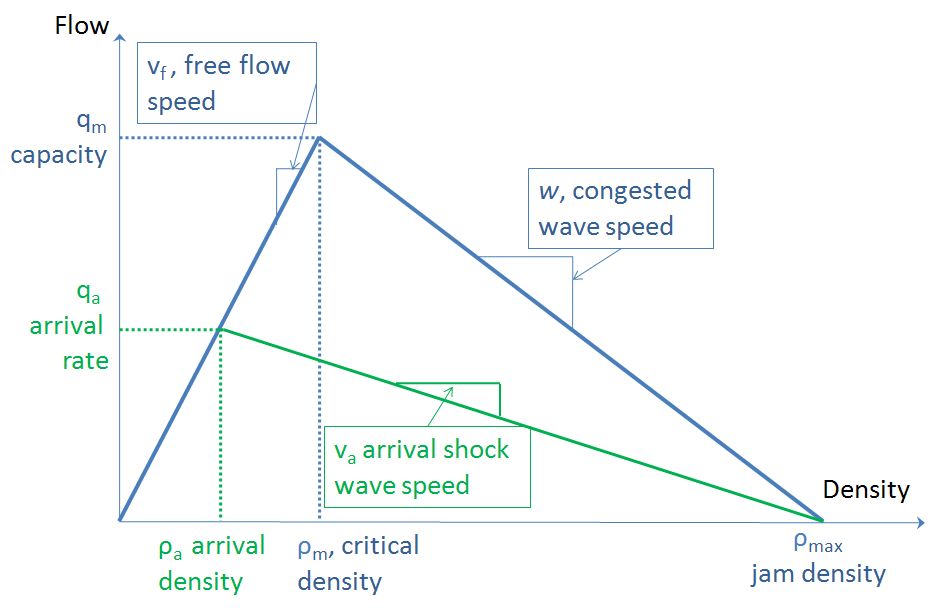 Flow
vf , free flow
speed
qm
capacity
w, congested
wave speed
qa
arrival
rate
va arrival shock
wave speed
Density
ρa arrival
density
ρm, critical
density
ρmax
jam density